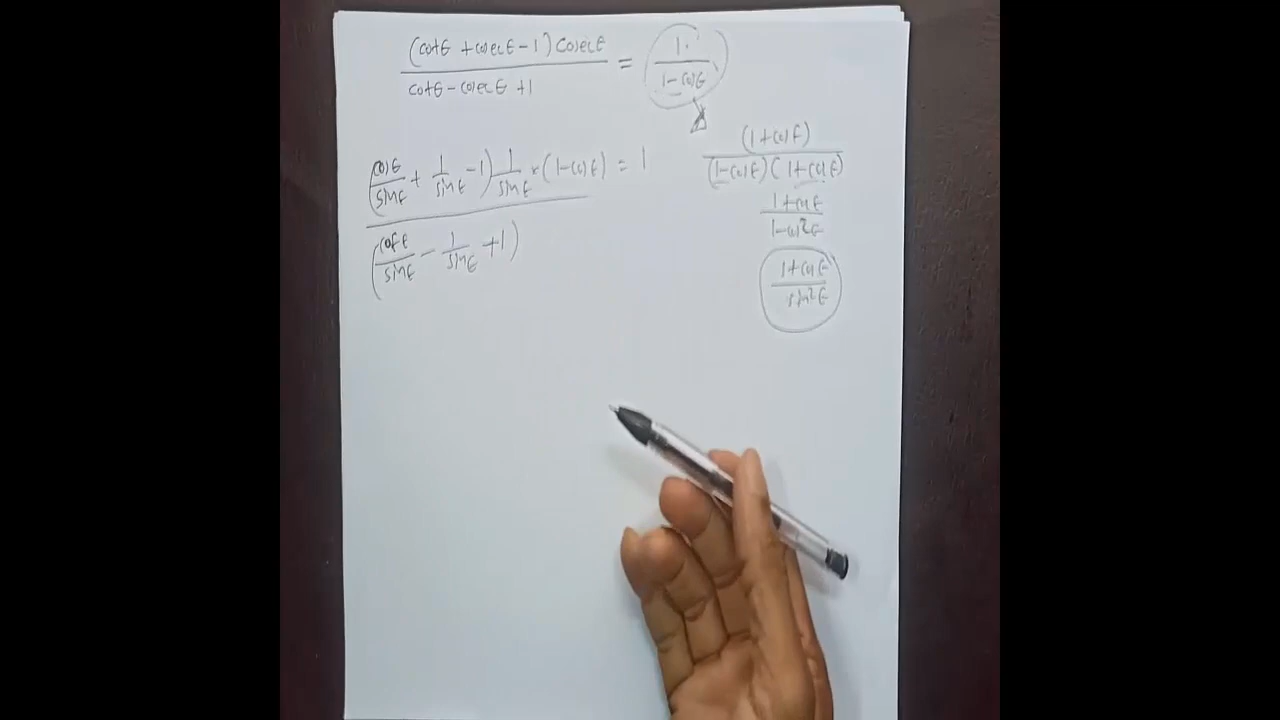 (cotθ + cosecθ - 1) cosecθ / cotθ - cosecθ + 1 = 1 / 1 - cosθ
(cosθ/sinθ + 1/sinθ - 1) 1/sinθ × (1 - cosθ) = 1
(cosθ/sinθ - 1/sinθ + 1)
(1 + cosθ)
(1 - cosθ)(1 + cosθ)
1 + cosθ
1 - cos²θ
1 + cosθ
sin²θ